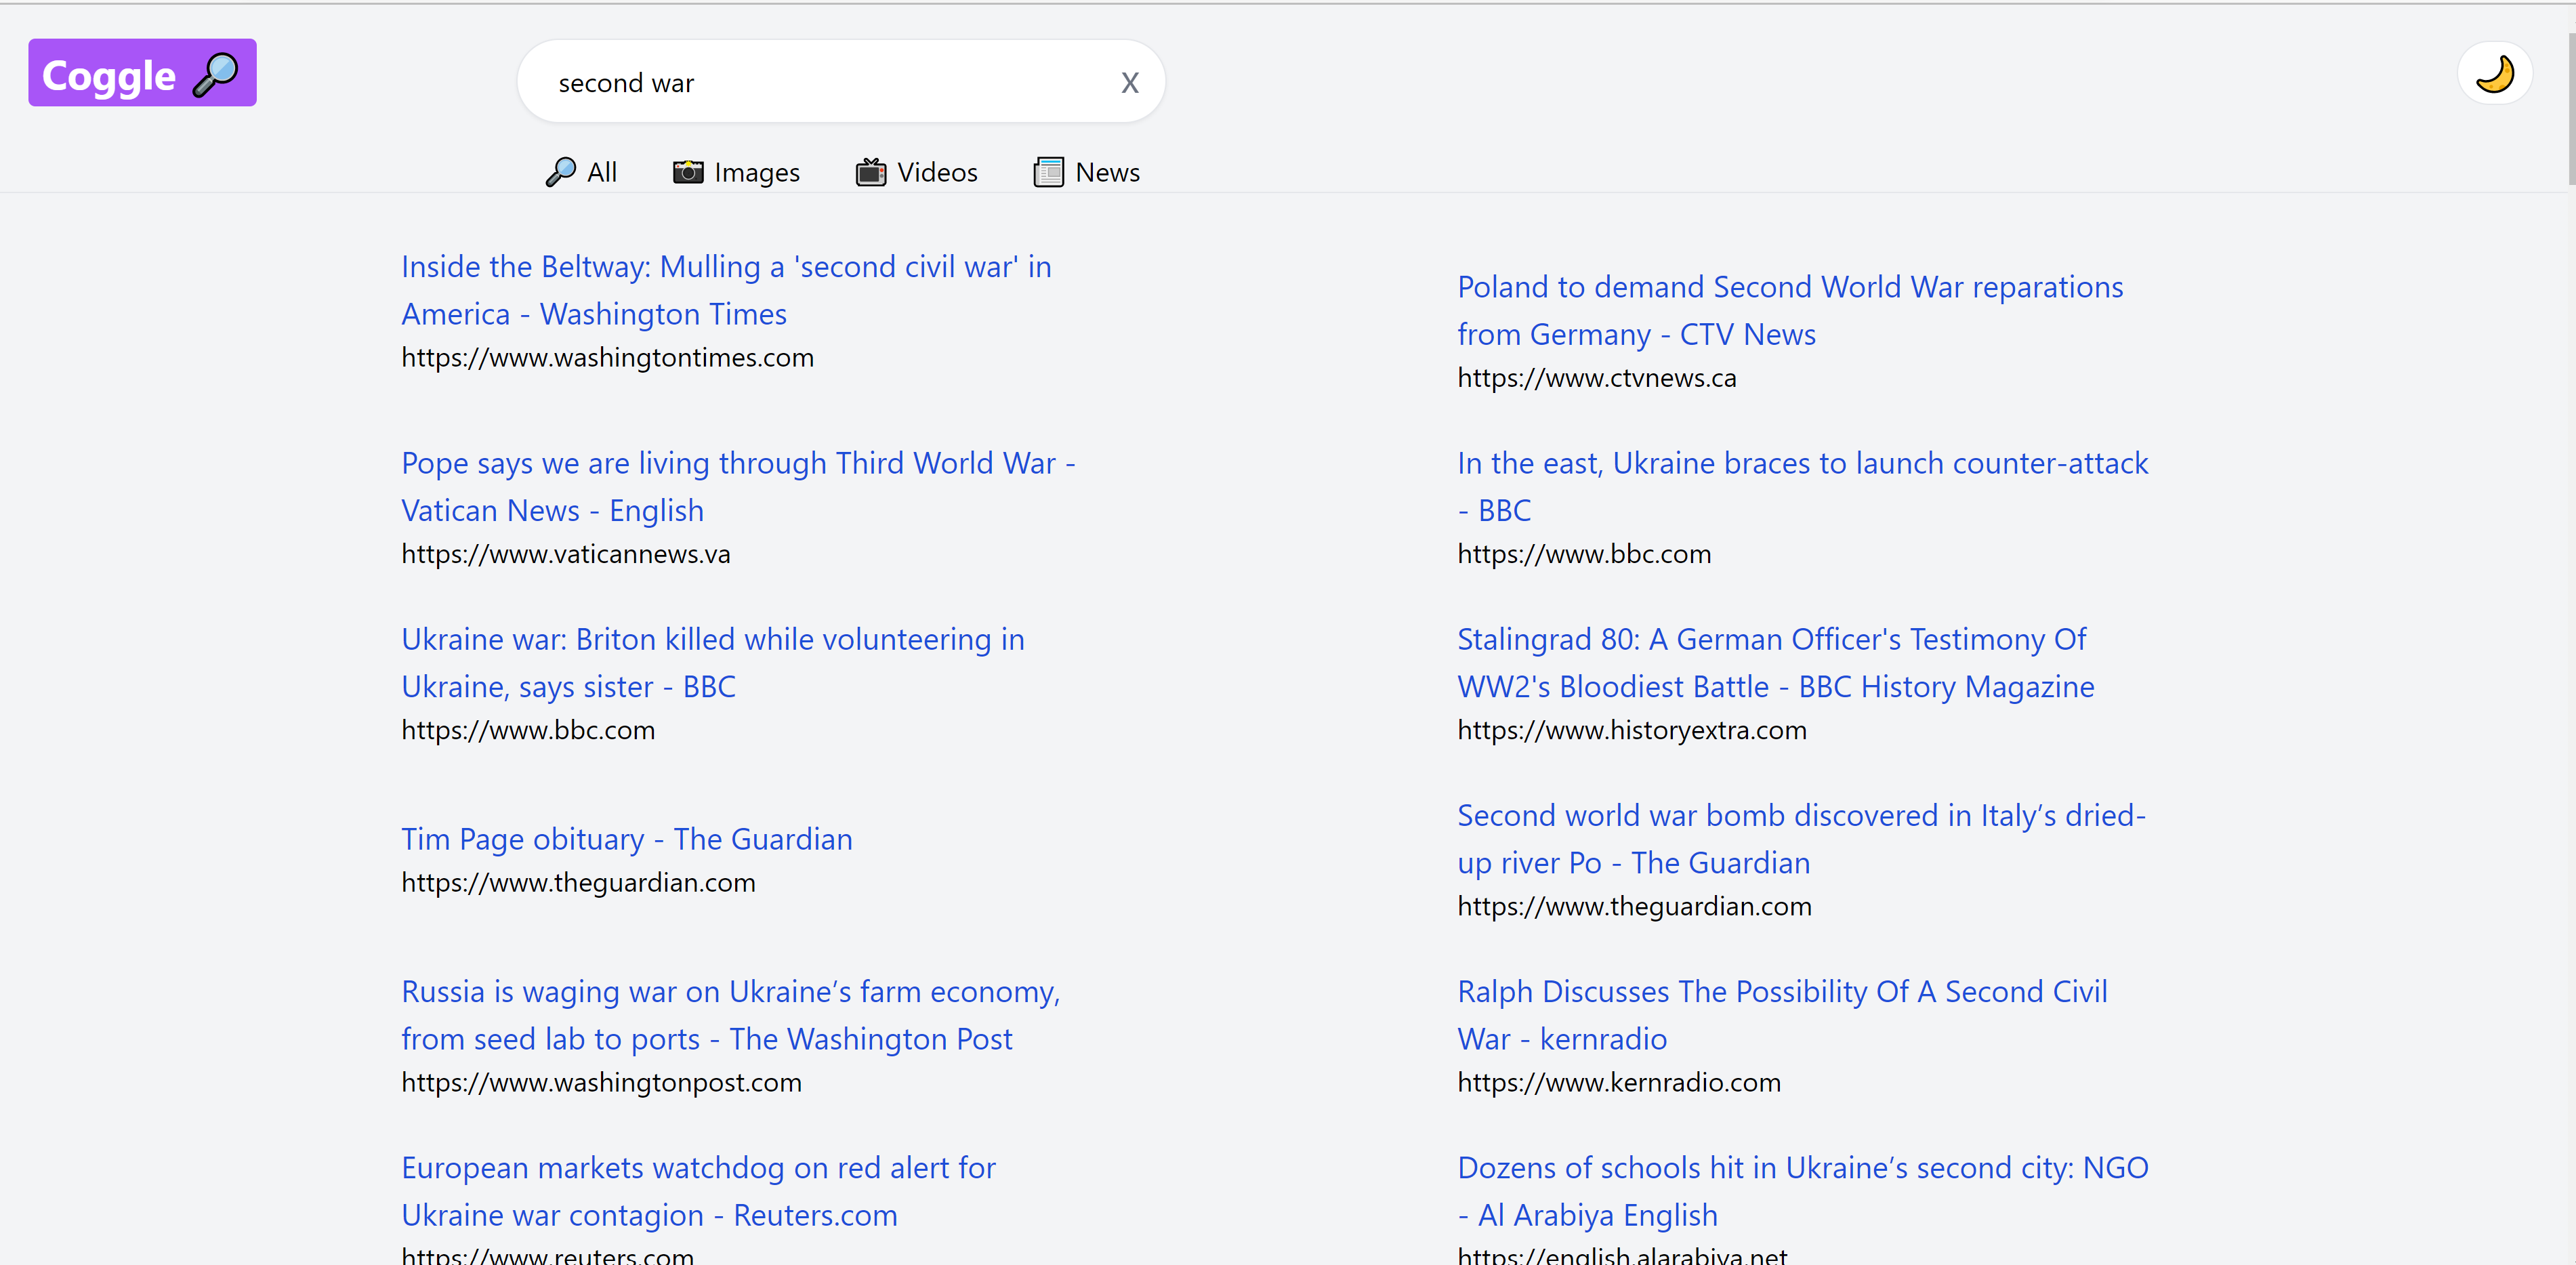 Coggle
second war
X
All
Images
Videos
News
Inside the Beltway: Mulling a 'second civil war' in
America - Washington Times
https://www.washingtontimes.com
Poland to demand Second World War reparations
from Germany - CTV News
https://www.ctvnews.ca
Pope says we are living through Third World War -
Vatican News - English
https://www.vaticannews.va
In the east, Ukraine braces to launch counter-attack
- BBC
https://www.bbc.com
Ukraine war: Briton killed while volunteering in
Ukraine, says sister - BBC
https://www.bbc.com
Stalingrad 80: A German Officer's Testimony Of
WW2's Bloodiest Battle - BBC History Magazine
https://www.historyextra.com
Tim Page obituary - The Guardian
https://www.theguardian.com
Second world war bomb discovered in Italy’s dried-
up river Po - The Guardian
https://www.theguardian.com
Russia is waging war on Ukraine’s farm economy,
from seed lab to ports - The Washington Post
https://www.washingtonpost.com
Ralph Discusses The Possibility Of A Second Civil
War - kernradio
https://www.kernradio.com
European markets watchdog on red alert for
Ukraine war contagion - Reuters.com
https://www.reuters.com
Dozens of schools hit in Ukraine’s second city: NGO
- Al Arabiya English
https://english.alarabiya.net